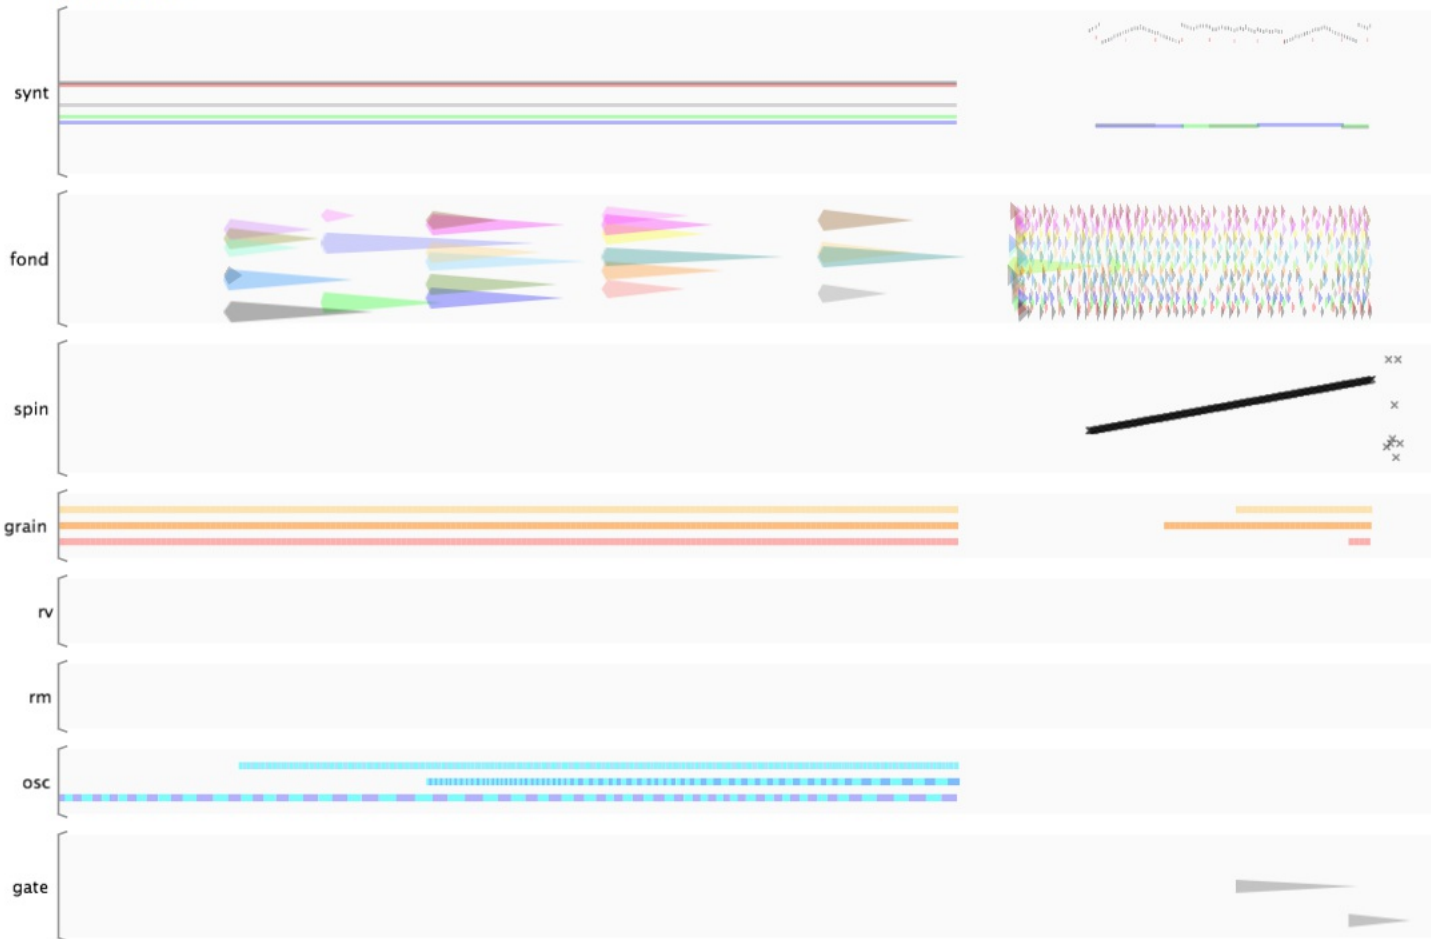 synt
fond
spin
grain
rv
rm
osc
gate